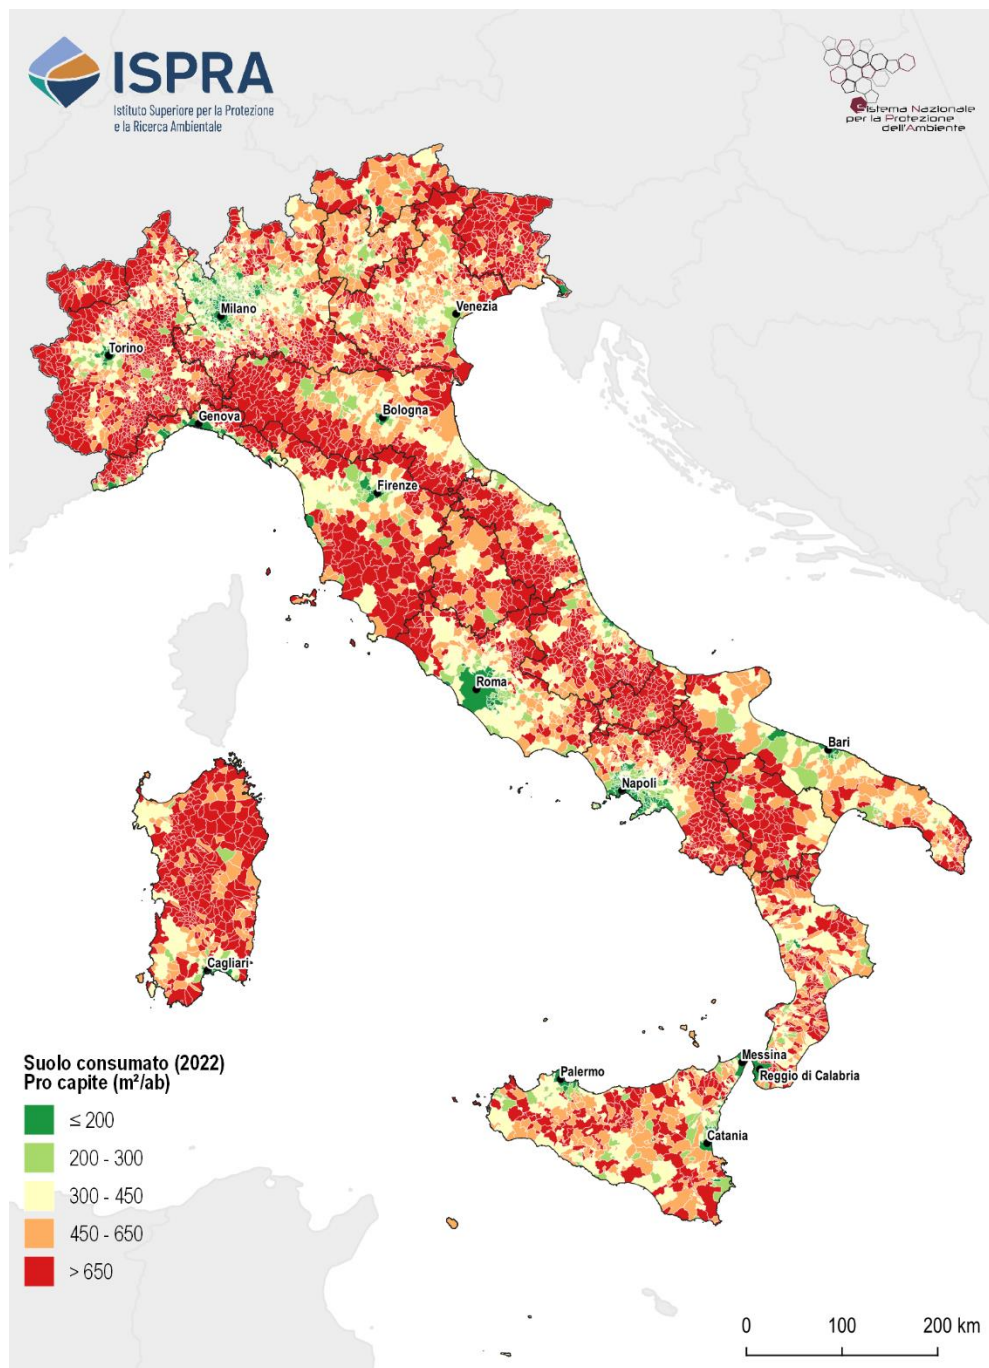 ISPRA
Istituto Superiore per la Protezione
e la Ricerca Ambientale
Sistema Nazionale
per la Protezione
dell'Ambiente
Milano
Venezia
Torino
Genova
Bologna
Firenze
Roma
Bari
Napoli
Cagliari
Messina
Palermo
Reggio di Calabria
Catania
Suolo consumato (2022)
Pro capite (m²/ab)
≤ 200
200 - 300
300 - 450
450 - 650
> 650
0 100 200 km